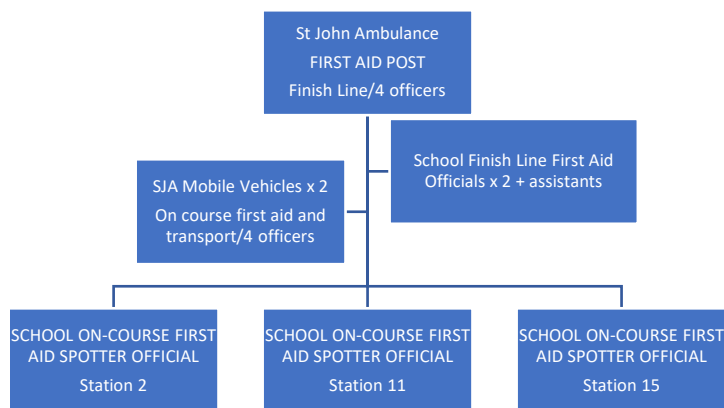 St John Ambulance
FIRST AID POST
Finish Line/4 officers
School Finish Line First Aid
Officials x 2 + assistants
SJA Mobile Vehicles x 2
On course first aid and
transport/4 officers
SCHOOL ON-COURSE FIRST
AID SPOTTER OFFICIAL
Station 2
SCHOOL ON-COURSE FIRST
AID SPOTTER OFFICIAL
Station 11
SCHOOL ON-COURSE FIRST
AID SPOTTER OFFICIAL
Station 15